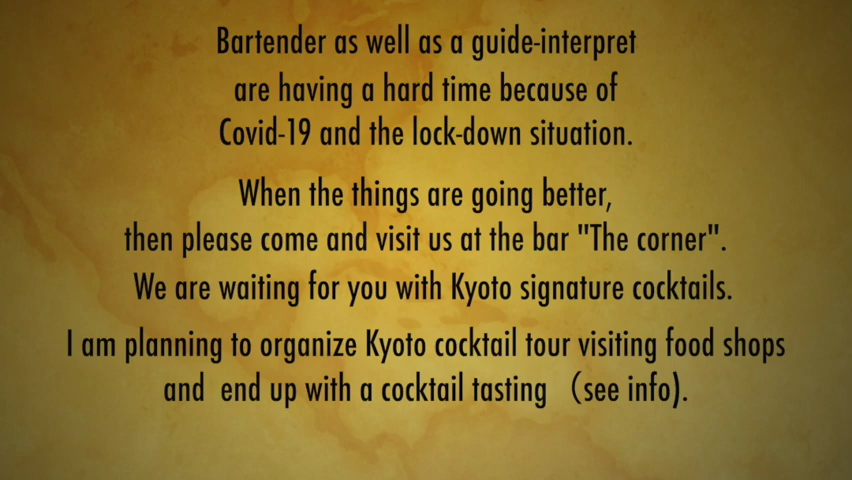 Bartender as well as a guide-interpret
are having a hard time because of
Covid-19 and the lock-down situation.
When the things are going better,
then please come and visit us at the bar "The corner".
We are waiting for you with Kyoto signature cocktails.
I am planning to organize Kyoto cocktail tour visiting food shops
and  end up with a cocktail tasting （see info).